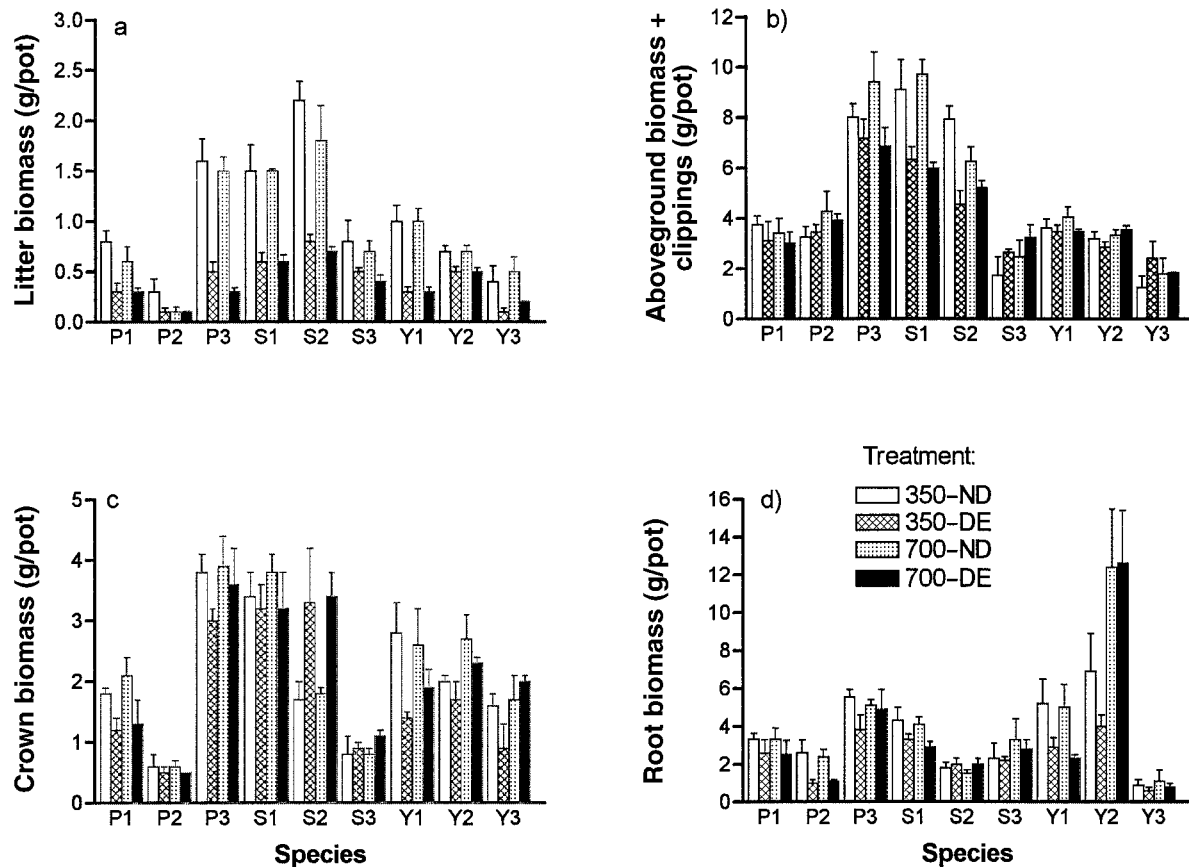 a
Litter biomass (g/pot)
3.0
2.5
2.0
1.5
1.0
0.5
0.0
P1 P2 P3 S1 S2 S3 Y1 Y2 Y3
b)
Aboveground biomass +
clippings (g/pot)
12
10
8
6
4
2
0
P1 P2 P3 S1 S2 S3 Y1 Y2 Y3
c
Crown biomass (g/pot)
5
4
3
2
1
0
P1 P2 P3 S1 S2 S3 Y1 Y2 Y3
Species
Treatment:
350-ND
350-DE
700-ND
700-DE
d)
Root biomass (g/pot)
16
14
12
10
8
6
4
2
0
P1 P2 P3 S1 S2 S3 Y1 Y2 Y3
Species